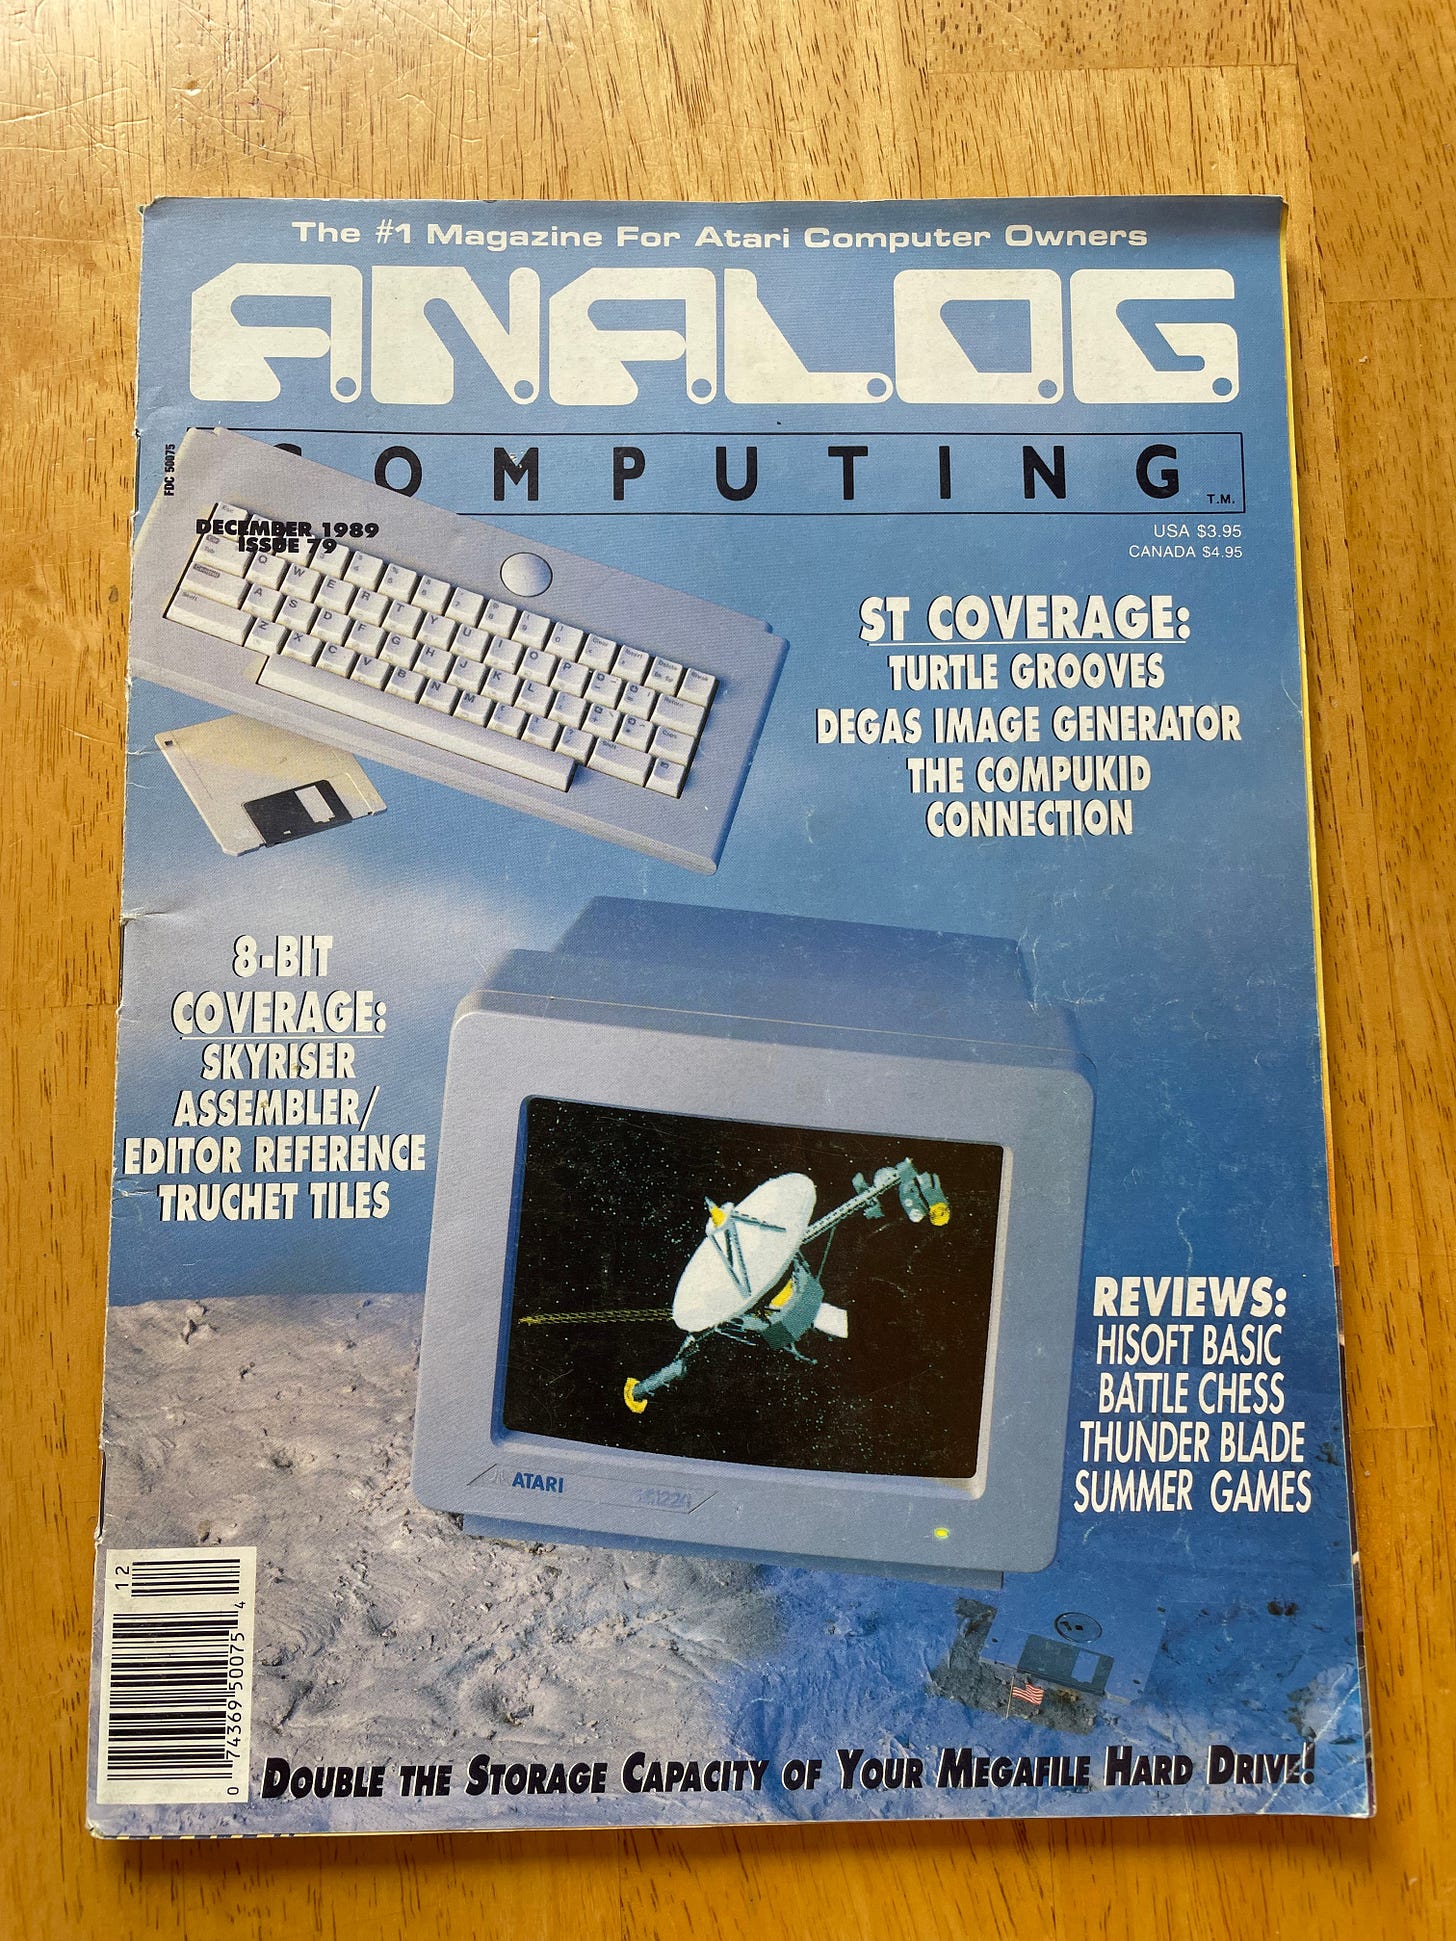 The #1 Magazine For Atari Computer Owners
ANALOG
COMPUTING
T.M.
FDC 50075
DECEMBER 1989
ISSUE 79
USA $3.95
CANADA $4.95
ST COVERAGE:
TURTLE GROOVES
DEGAS IMAGE GENERATOR
THE COMPUKID
CONNECTION
8-BIT
COVERAGE:
SKYRISER
ASSEMBLER/
EDITOR REFERENCE
TRUCHET TILES
ATARI
REVIEWS:
HISOFT BASIC
BATTLE CHESS
THUNDER BLADE
SUMMER GAMES
12
0 74369 50075 4
DOUBLE THE STORAGE CAPACITY OF YOUR MEGAFILE HARD DRIVE!
Q W E R T Y U I O P
A S D F G H J K L
Z X C V B N M